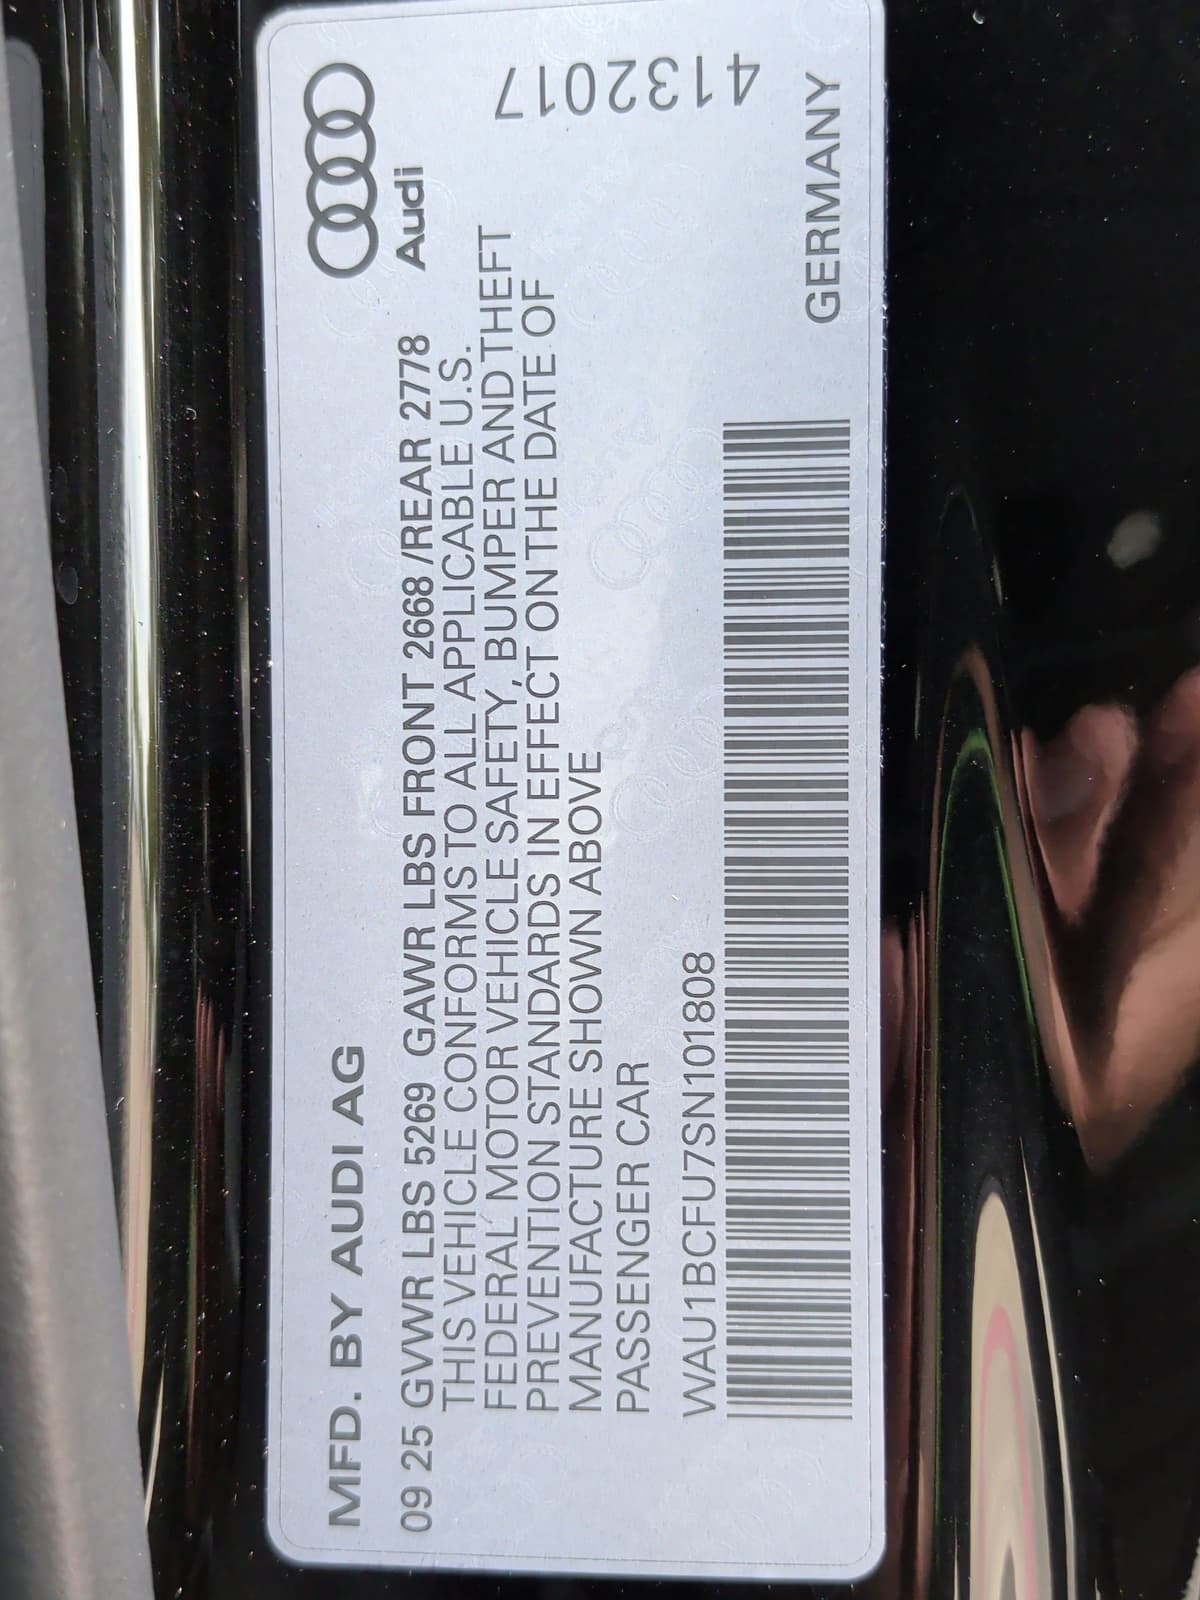 MFD. BY AUDI AG
Audi
09 25 GVWR LBS 5269 GAWR LBS FRONT 2668 /REAR 2778
THIS VEHICLE CONFORMS TO ALL APPLICABLE U.S.
FEDERAL MOTOR VEHICLE SAFETY, BUMPER AND THEFT
PREVENTION STANDARDS IN EFFECT ON THE DATE OF
MANUFACTURE SHOWN ABOVE
PASSENGER CAR
4132017
WAU1BCFU7SN101808
GERMANY